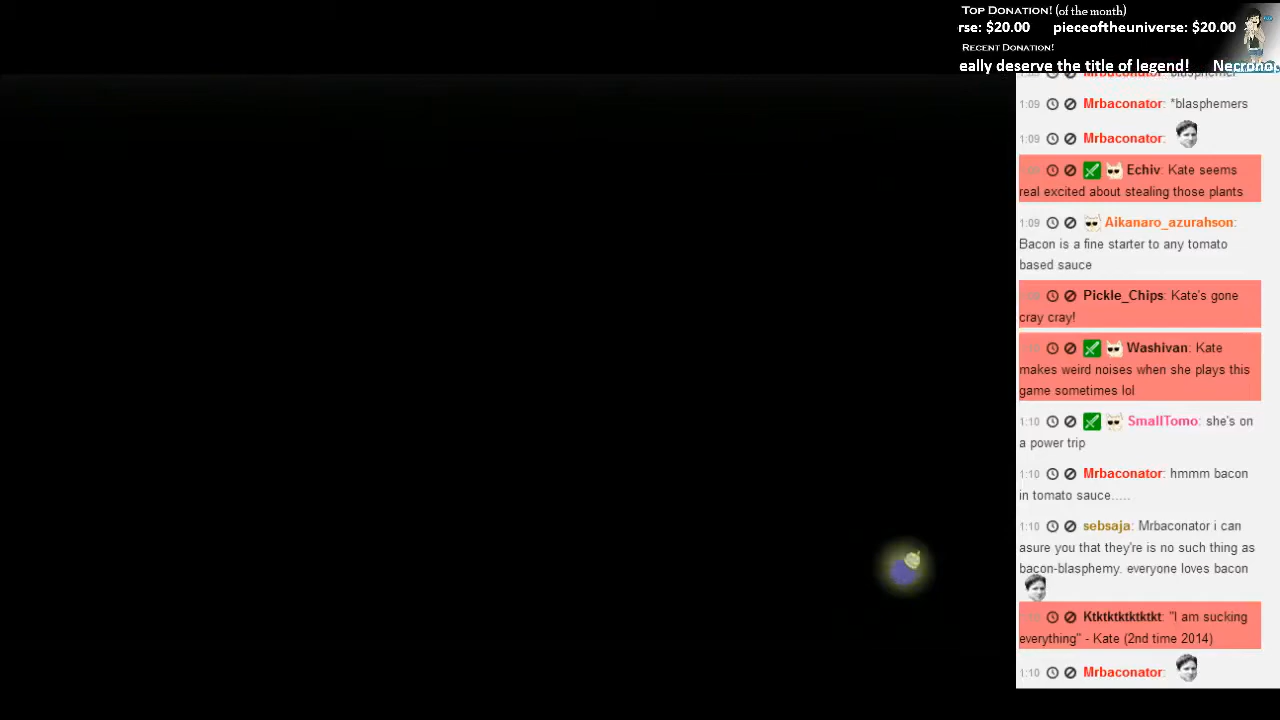 TOP DONATION! (of the month)
rse: $20.00 pieceoftheuniverse: $20.00
RECENT DONATION!
eally deserve the title of legend! Necrono
1:09 Mrbaconator: *blasphemers
1:09 Mrbaconator:
Echiv: Kate seems
real excited about stealing those plants
1:09 Aikanaro_azurahson:
Bacon is a fine starter to any tomato
based sauce
Pickle_Chips: Kate's gone
cray cray!
Washivan: Kate
makes weird noises when she plays this
game sometimes lol
1:10 SmallTomo: she's on
a power trip
1:10 Mrbaconator: hmmm bacon
in tomato sauce.....
1:10 sebsaja: Mrbaconator i can
asure you that they're is no such thing as
bacon-blasphemy. everyone loves bacon
Ktktktktktktkt: "I am sucking
everything" - Kate (2nd time 2014)
1:10 Mrbaconator: